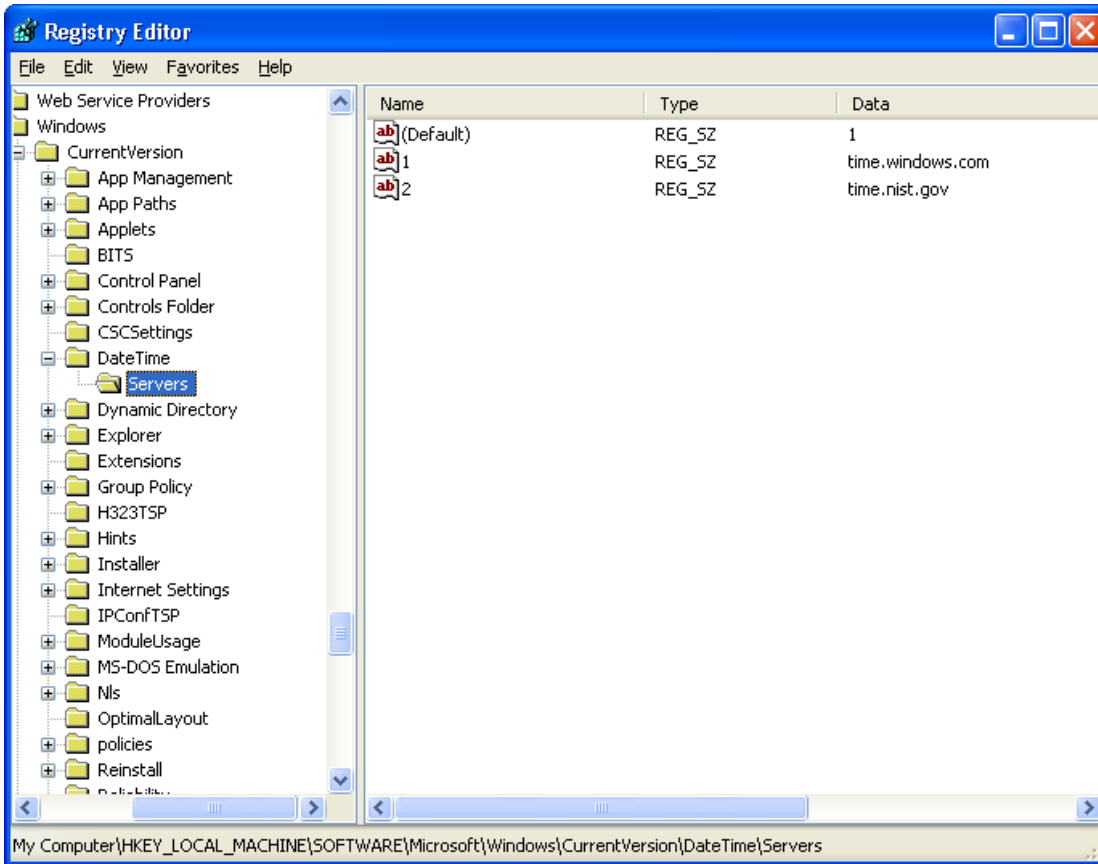 Registry Editor
File Edit View Favorites Help
Web Service Providers
Windows
CurrentVersion
App Management
App Paths
Applets
BITS
Control Panel
Controls Folder
CSCSettings
DateTime
Servers
Dynamic Directory
Explorer
Extensions
Group Policy
H323TSP
Hints
Installer
Internet Settings
IPConfTSP
ModuleUsage
MS-DOS Emulation
Nls
OptimalLayout
policies
Reinstall
Name Type Data
(Default) REG_SZ 1
1 REG_SZ time.windows.com
2 REG_SZ time.nist.gov
My Computer\HKEY_LOCAL_MACHINE\SOFTWARE\Microsoft\Windows\CurrentVersion\DateTime\Servers